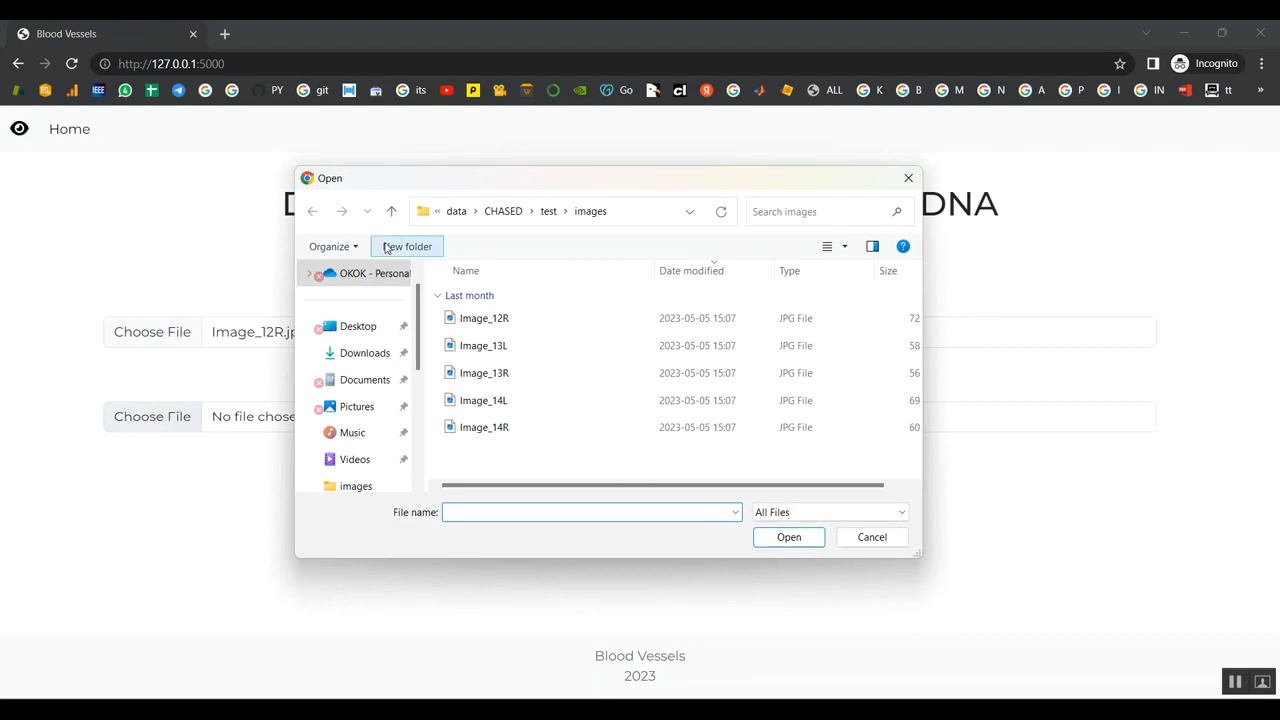 Blood Vessels
http://127.0.0.1:5000
Incognito
IEEE
PY
git
its
Go
ALL
K
B
M
N
A
P
I
IN
tt
»
Home
Open
« data > CHASED > test > images
Search images
DNA
Organize
New folder
OKOK - Personal
Name
Date modified
Type
Size
Last month
Desktop
Downloads
Documents
Pictures
Music
Videos
images
Image_12R 2023-05-05 15:07 JPG File 72
Image_13L 2023-05-05 15:07 JPG File 58
Image_13R 2023-05-05 15:07 JPG File 56
Image_14L 2023-05-05 15:07 JPG File 69
Image_14R 2023-05-05 15:07 JPG File 60
Choose File Image_12R.jp
Choose File No file chose
File name:
All Files
Open
Cancel
Blood Vessels
2023